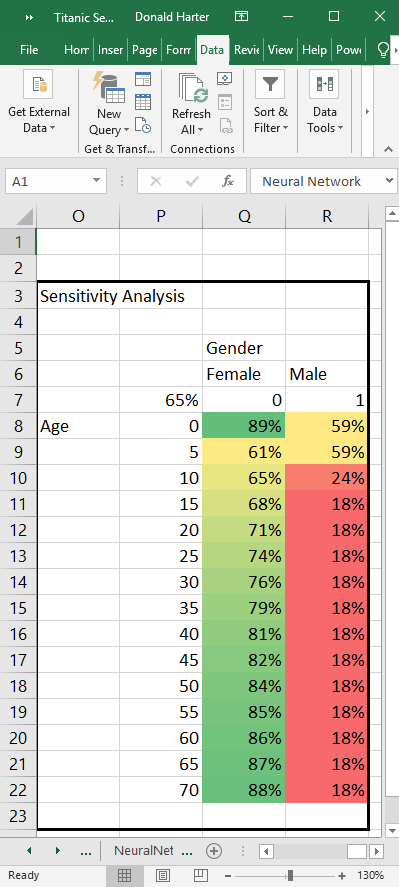 Titanic Se... Donald Harter
File Hom Inser Page Form Data Revie View Help Powe
Get External Data
New Query
Refresh All
Sort & Filter
Data Tools
Get & Transf... Connections
A1 fx Neural Network
O P Q R
1
2
3 Sensitivity Analysis
4
5 Gender
6 Female Male
7 65% 0 1
8 Age 0 89% 59%
9 5 61% 59%
10 10 65% 24%
11 15 68% 18%
12 20 71% 18%
13 25 74% 18%
14 30 76% 18%
15 35 79% 18%
16 40 81% 18%
17 45 82% 18%
18 50 84% 18%
19 55 85% 18%
20 60 86% 18%
21 65 87% 18%
22 70 88% 18%
23
... NeuralNet ...
Ready 130%